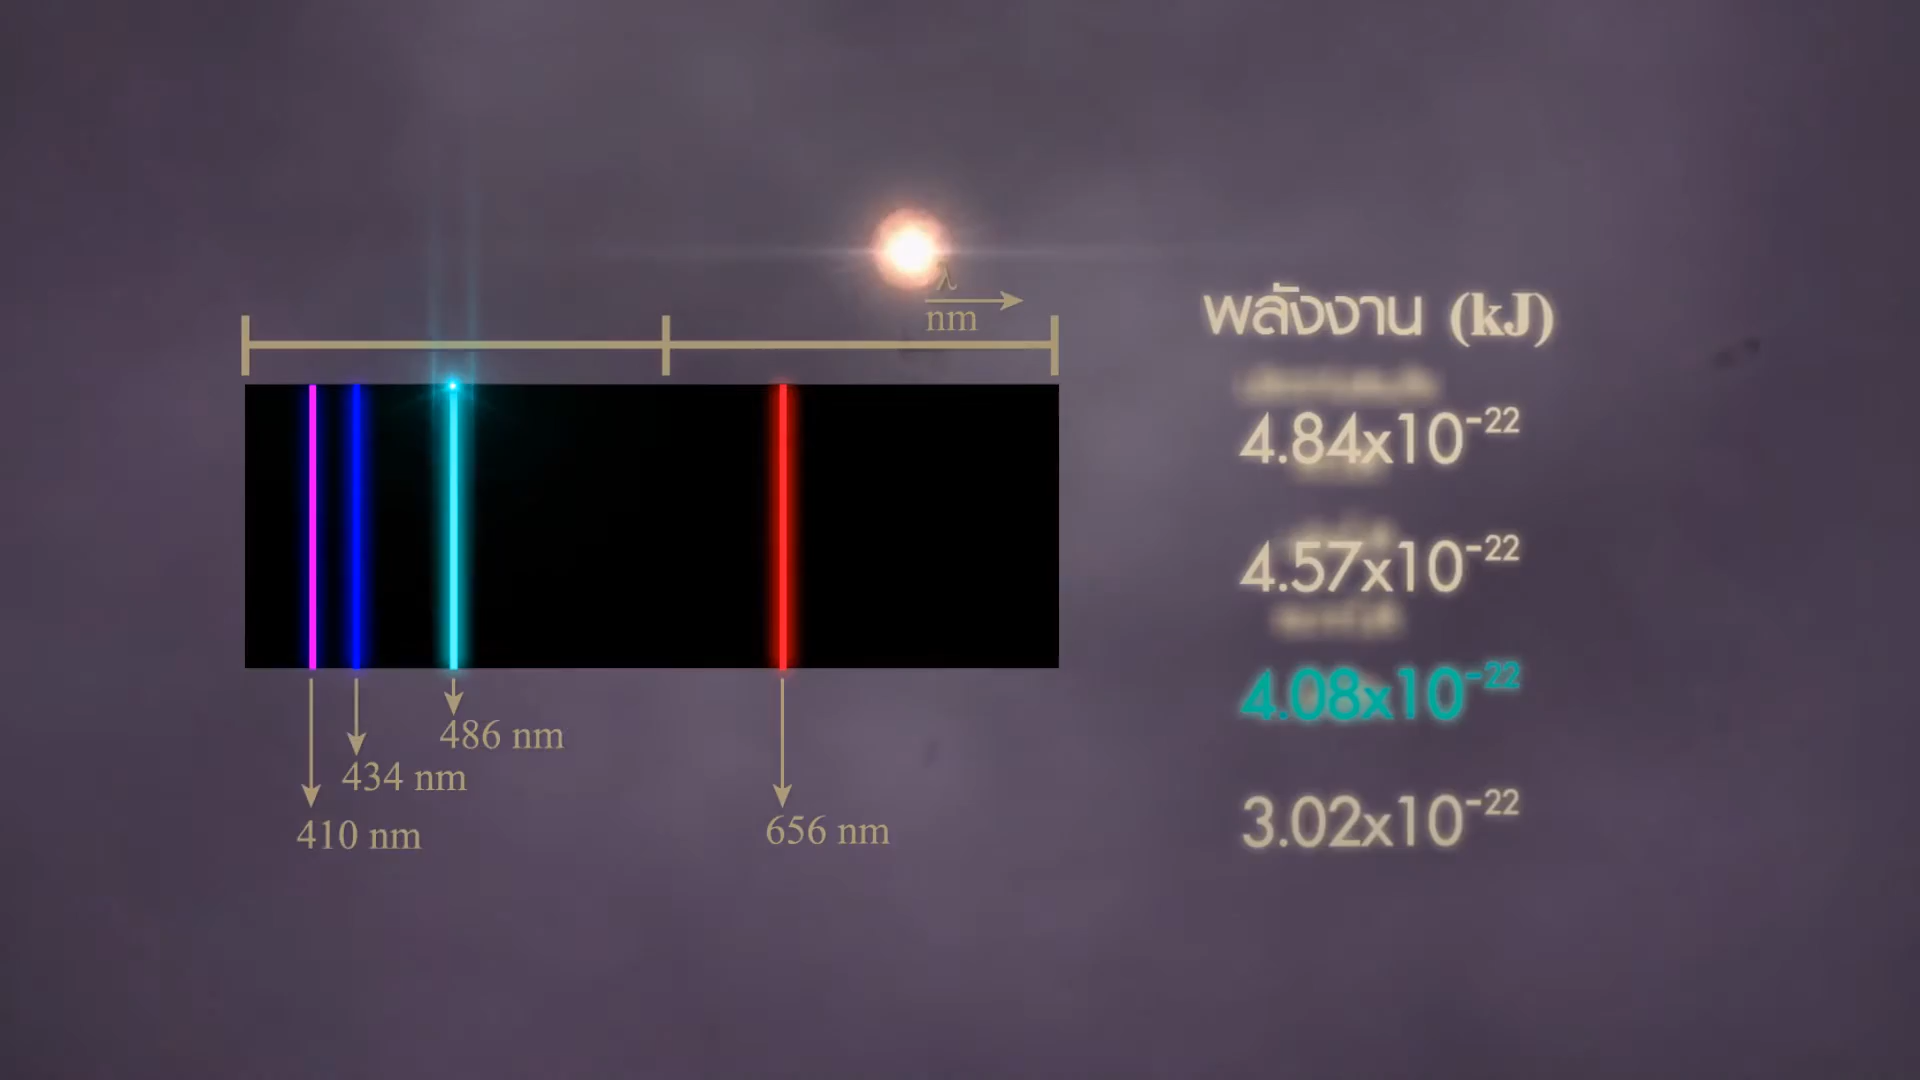 λ
nm
486 nm
434 nm
410 nm
656 nm
พลังงาน (kJ)
4.84x10⁻²²
4.57x10⁻²²
4.08x10⁻²²
3.02x10⁻²²